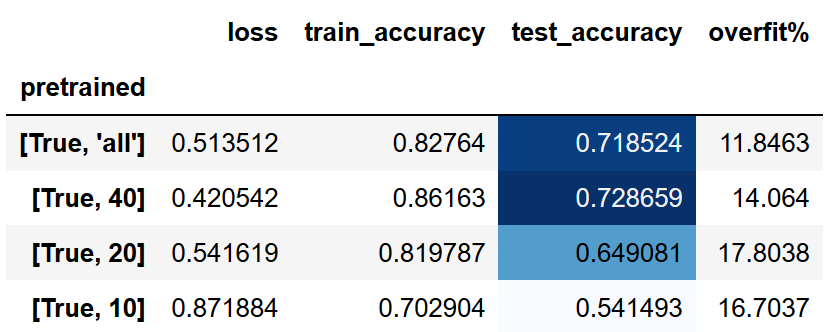 loss train_accuracy test_accuracy overfit%
pretrained
[True, 'all'] 0.513512 0.82764 0.718524 11.8463
[True, 40] 0.420542 0.86163 0.728659 14.064
[True, 20] 0.541619 0.819787 0.649081 17.8038
[True, 10] 0.871884 0.702904 0.541493 16.7037